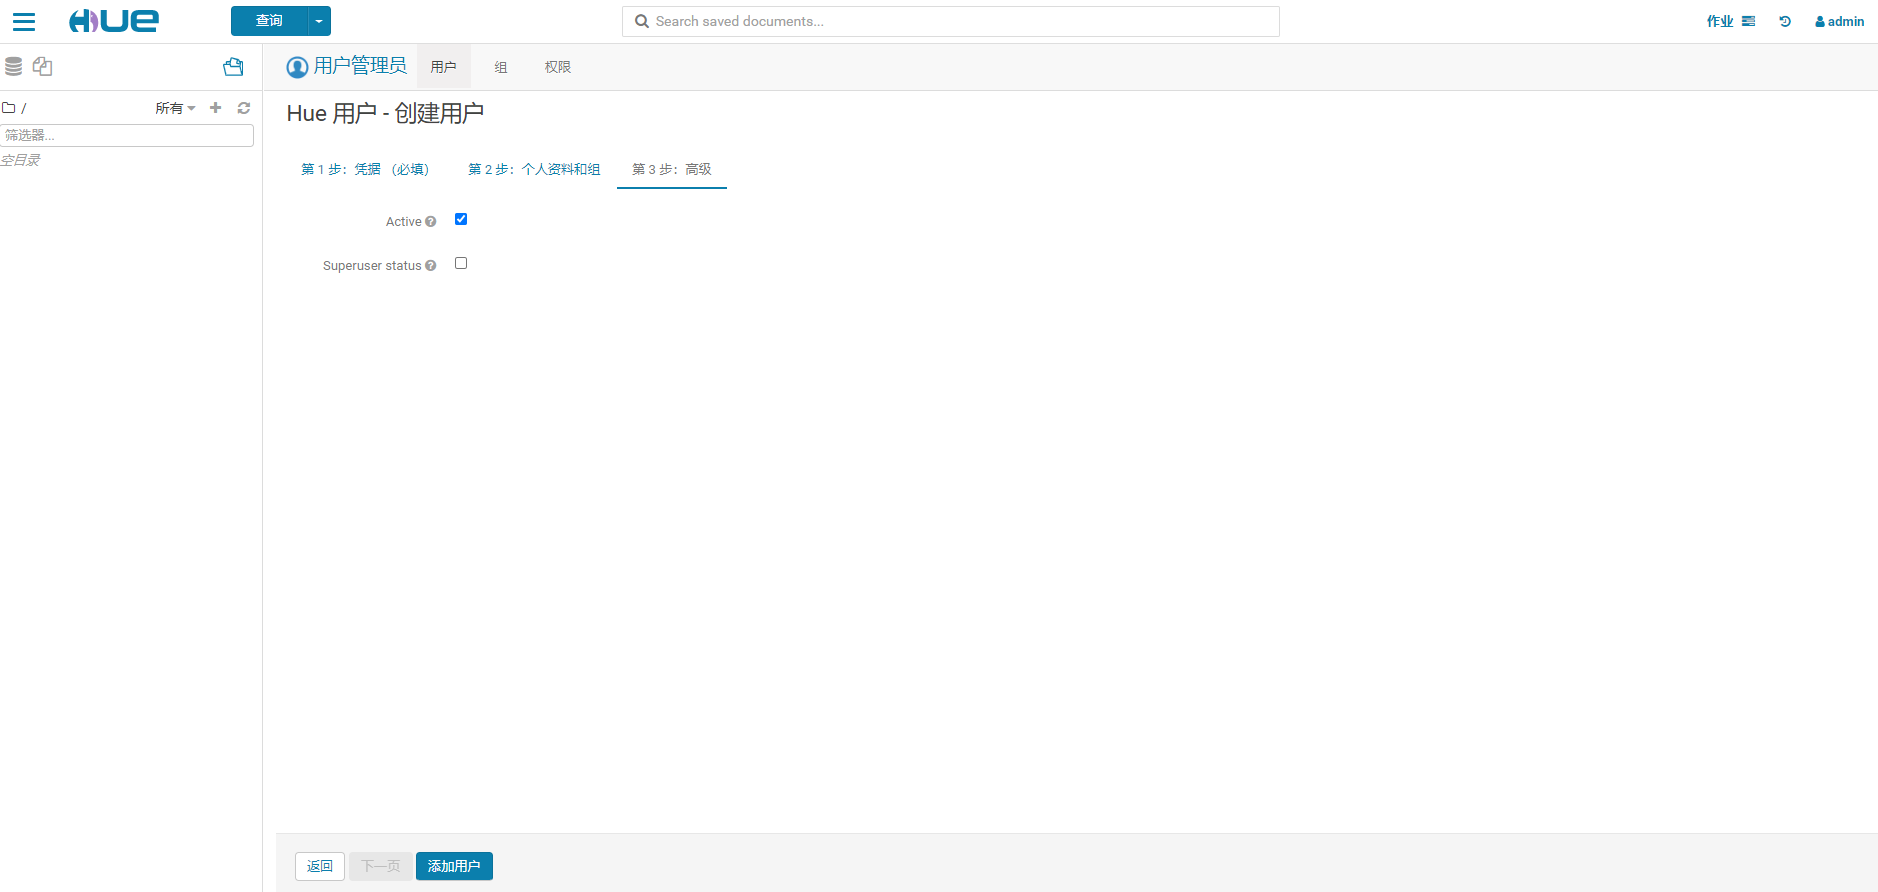 Hue
查询
Search saved documents...
作业
admin
用户管理员
用户
组
权限
/
所有
筛选器...
空目录
Hue 用户 - 创建用户
第 1 步：凭据 （必填）
第 2 步：个人资料和组
第 3 步：高级
Active
Superuser status
返回
下一页
添加用户